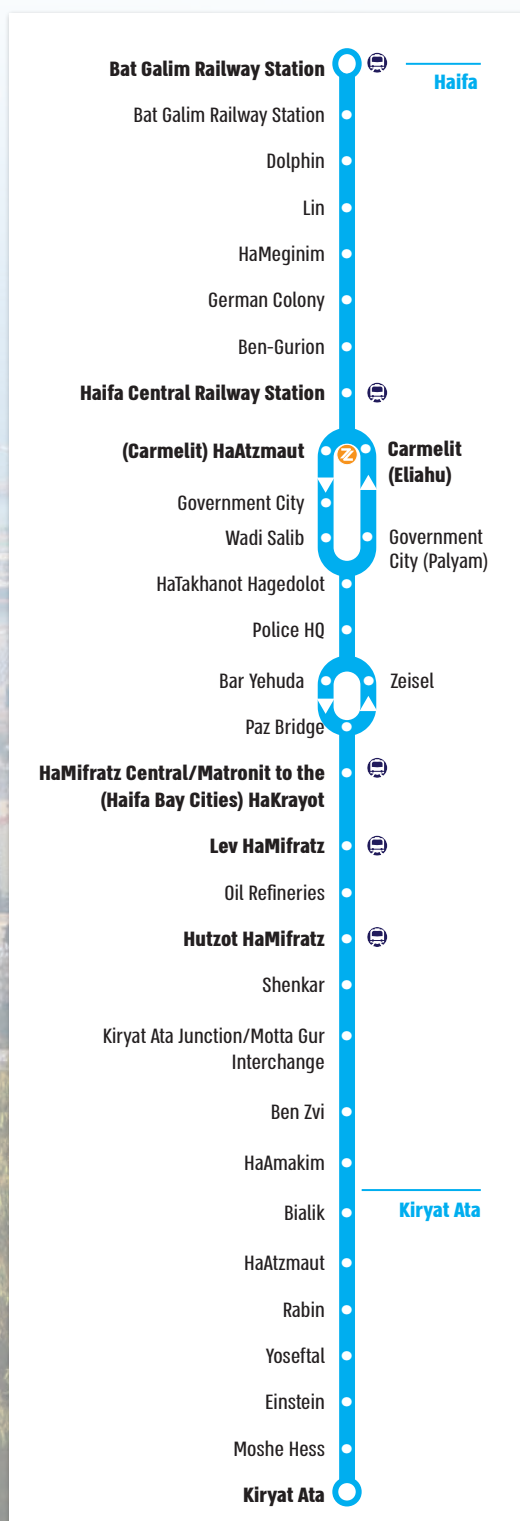 Bat Galim Railway Station
Haifa
Bat Galim Railway Station
Dolphin
Lin
HaMeginim
German Colony
Ben-Gurion
Haifa Central Railway Station
(Carmelit) HaAtzmaut
Carmelit
(Eliahu)
Government City
Wadi Salib
Government
City (Palyam)
HaTakhanot Hagedolot
Police HQ
Bar Yehuda
Zeisel
Paz Bridge
HaMifratz Central/Matronit to the
(Haifa Bay Cities) HaKrayot
Lev HaMifratz
Oil Refineries
Hutzot HaMifratz
Shenkar
Kiryat Ata Junction/Motta Gur
Interchange
Ben Zvi
HaAmakim
Kiryat Ata
Bialik
HaAtzmaut
Rabin
Yoseftal
Einstein
Moshe Hess
Kiryat Ata